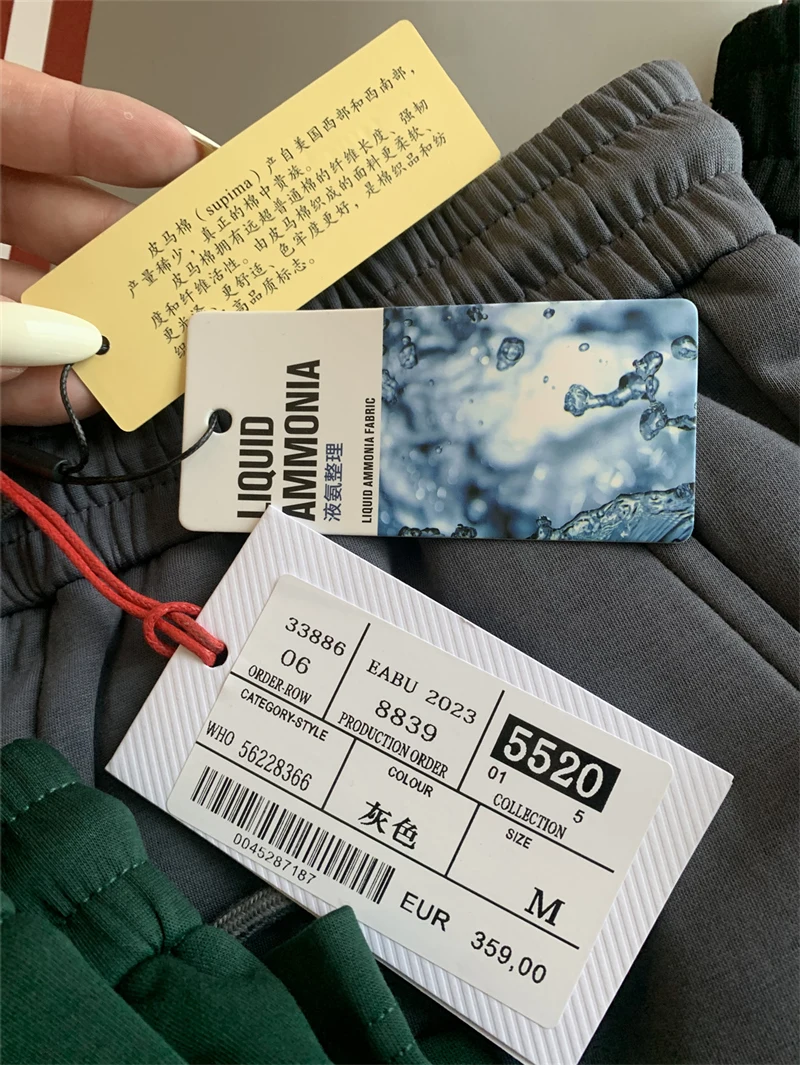 皮马棉（supima）产自美国西部和西南部，
产量稀少，真正的棉中贵族。
皮马棉拥有远超普通棉的纤维长度、强韧
度和纤维活性。由皮马棉织成的面料更柔软、
更 、更舒适、色牢度更好，是棉织品和纺
高品质标志。
LIQUID
AMMONIA
液氨整理
LIQUID AMMONIA FABRIC
33886
06
ORDER-ROW
EABU 2023
8839
PRODUCTION ORDER
5520
01 5
COLLECTION
CATEGORY-STYLE
WHO 56228366
COLOUR
灰色
SIZE
M
0045287187
EUR 359,00